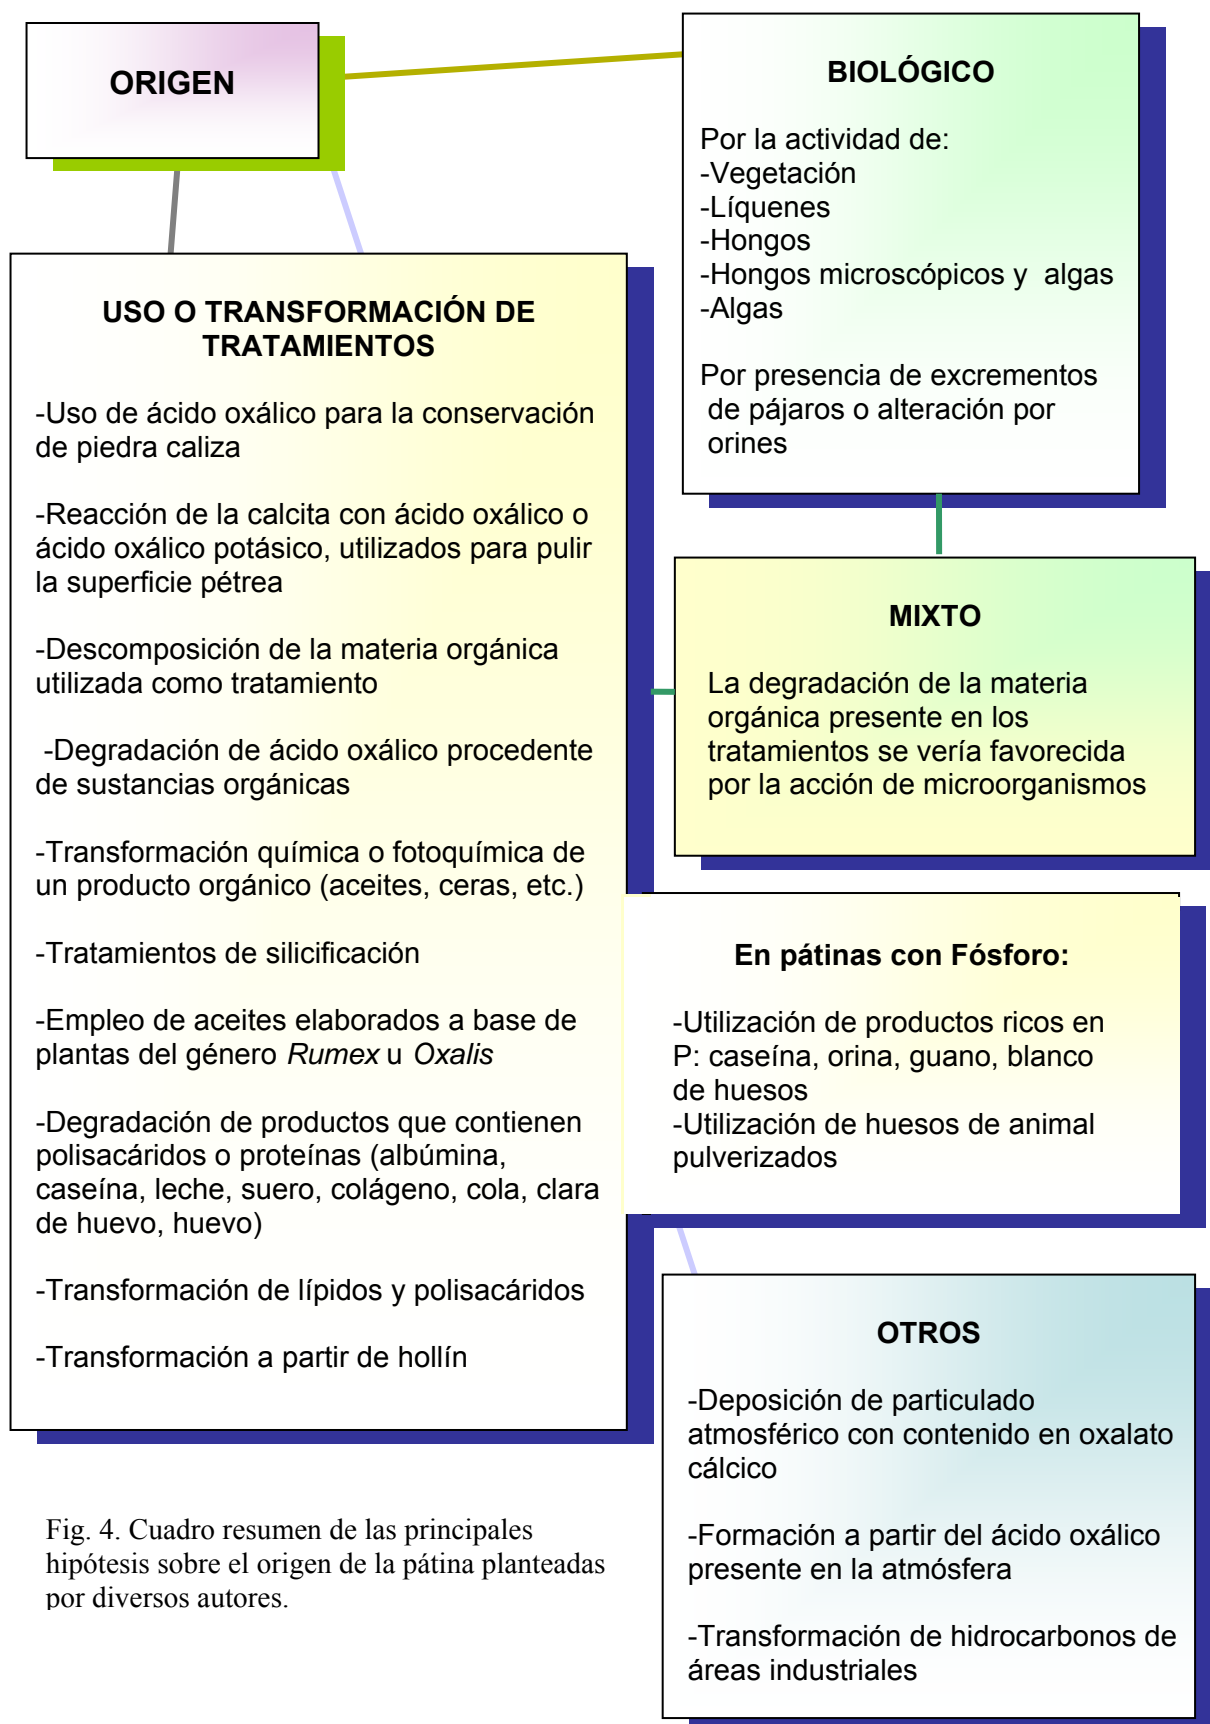 ORIGEN
BIOLÓGICO
Por la actividad de:
-Vegetación
-Líquenes
-Hongos
-Hongos microscópicos y algas
-Algas
Por presencia de excrementos
de pájaros o alteración por
orines
USO O TRANSFORMACIÓN DE
TRATAMIENTOS
-Uso de ácido oxálico para la conservación
de piedra caliza
-Reacción de la calcita con ácido oxálico o
ácido oxálico potásico, utilizados para pulir
la superficie pétrea
-Descomposición de la materia orgánica
utilizada como tratamiento
-Degradación de ácido oxálico procedente
de sustancias orgánicas
-Transformación química o fotoquímica de
un producto orgánico (aceites, ceras, etc.)
-Tratamientos de silicificación
-Empleo de aceites elaborados a base de
plantas del género Rumex u Oxalis
-Degradación de productos que contienen
polisacáridos o proteínas (albúmina,
caseína, leche, suero, colágeno, cola, clara
de huevo, huevo)
-Transformación de lípidos y polisacáridos
-Transformación a partir de hollín
MIXTO
La degradación de la materia
orgánica presente en los
tratamientos se vería favorecida
por la acción de microorganismos
En pátinas con Fósforo:
-Utilización de productos ricos en
P: caseína, orina, guano, blanco
de huesos
-Utilización de huesos de animal
pulverizados
OTROS
-Deposición de particulado
atmosférico con contenido en oxalato
cálcico
-Formación a partir del ácido oxálico
presente en la atmósfera
-Transformación de hidrocarbonos de
áreas industriales
Fig. 4. Cuadro resumen de las principales
hipótesis sobre el origen de la pátina planteadas
por diversos autores.